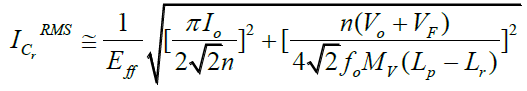 $I_{C_r}{}^{RMS} \cong \frac{1}{E_{ff}} \sqrt{[\frac{\pi I_o}{2\sqrt{2}n}]^2 + [\frac{n(V_o + V_F)}{4\sqrt{2} f_o M_V (L_p - L_r)}]^2}$